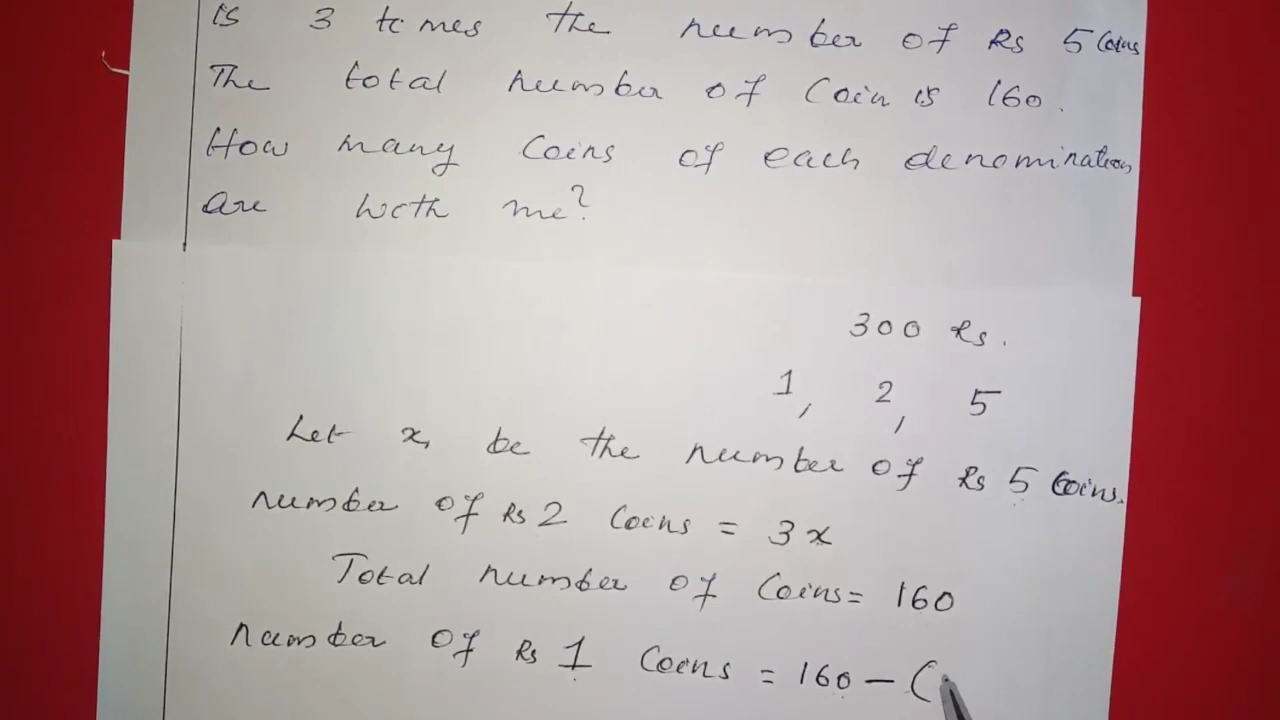 is 3 times the number of Rs 5 Coins
The total number of Coin is 160.
How many Coins of each denomination
are with me?
300 Rs.
1, 2, 5
Let x, be the number of Rs 5 Coins.
number of Rs 2 Coins = 3x
Total number of Coins= 160
number of Rs 1 Coins = 160 - (